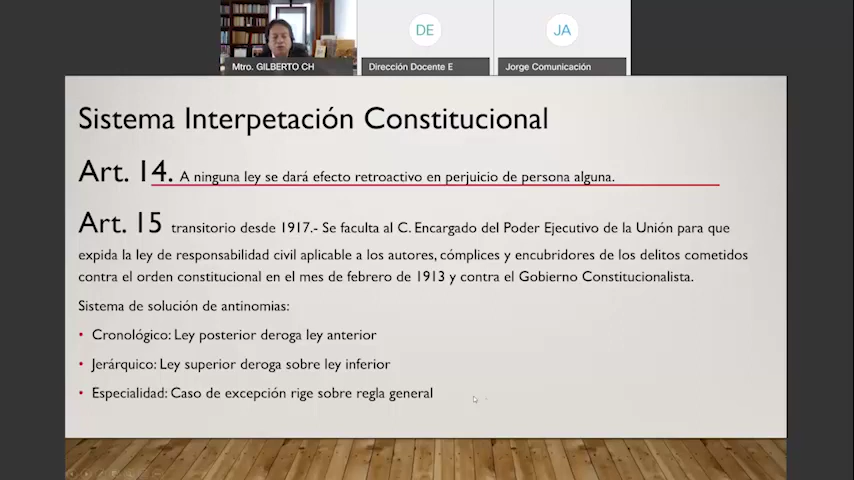 DE
JA
Mtro. GILBERTO CH
Dirección Docente E
Jorge Comunicación
Sistema Interpetación Constitucional
Art. 14. A ninguna ley se dará efecto retroactivo en perjuicio de persona alguna.
Art. 15 transitorio desde 1917.- Se faculta al C. Encargado del Poder Ejecutivo de la Unión para que
expida la ley de responsabilidad civil aplicable a los autores, cómplices y encubridores de los delitos cometidos
contra el orden constitucional en el mes de febrero de 1913 y contra el Gobierno Constitucionalista.
Sistema de solución de antinomias:
• Cronológico: Ley posterior deroga ley anterior
• Jerárquico: Ley superior deroga sobre ley inferior
• Especialidad: Caso de excepción rige sobre regla general